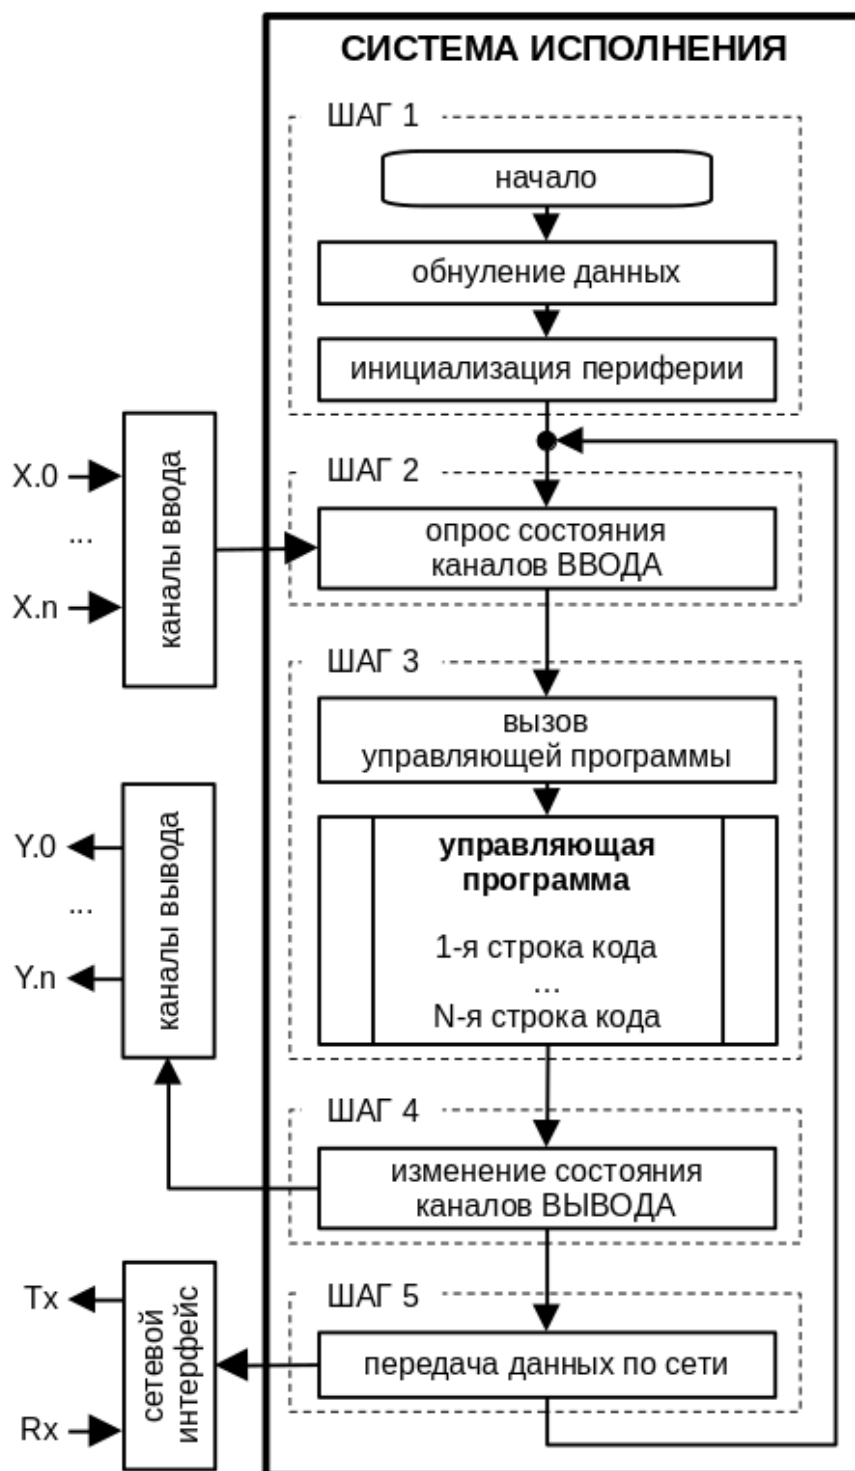 СИСТЕМА ИСПОЛНЕНИЯ
ШАГ 1
начало
обнуление данных
инициализация периферии
X.0
...
X.n
каналы ввода
ШАГ 2
опрос состояния
каналов ВВОДА
ШАГ 3
вызов
управляющей программы
управляющая
программа
1-я строка кода
...
N-я строка кода
Y.0
...
Y.n
каналы вывода
ШАГ 4
изменение состояния
каналов ВЫВОДА
ШАГ 5
передача данных по сети
Tx
Rx
сетевой
интерфейс